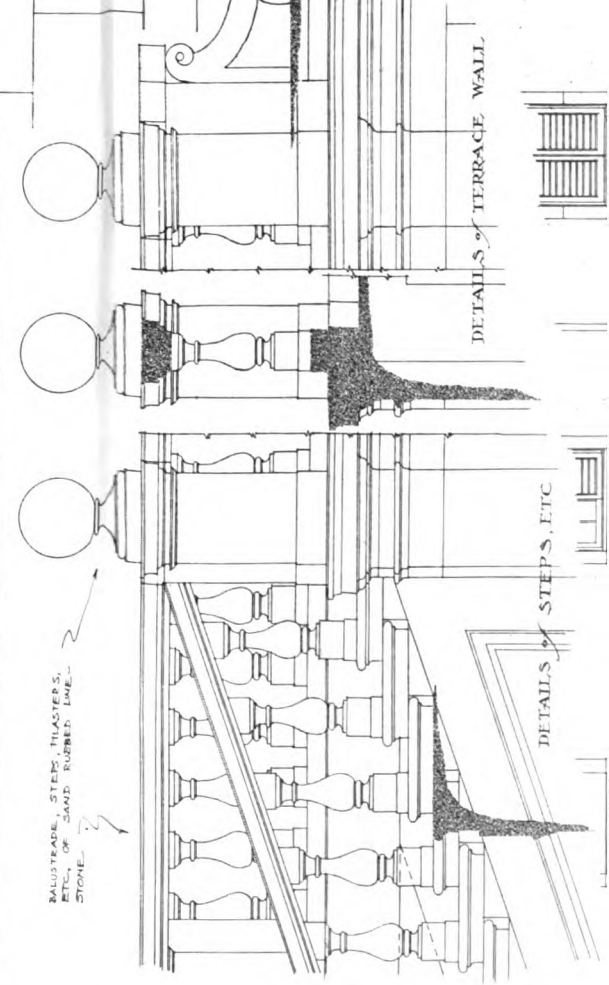 BALUSTRADE, STEPS, PILASTERS,
ETC, OF SAND RUBBED LIME-
STONE
DETAILS of STEPS, ETC
DETAILS of TERRACE WALL